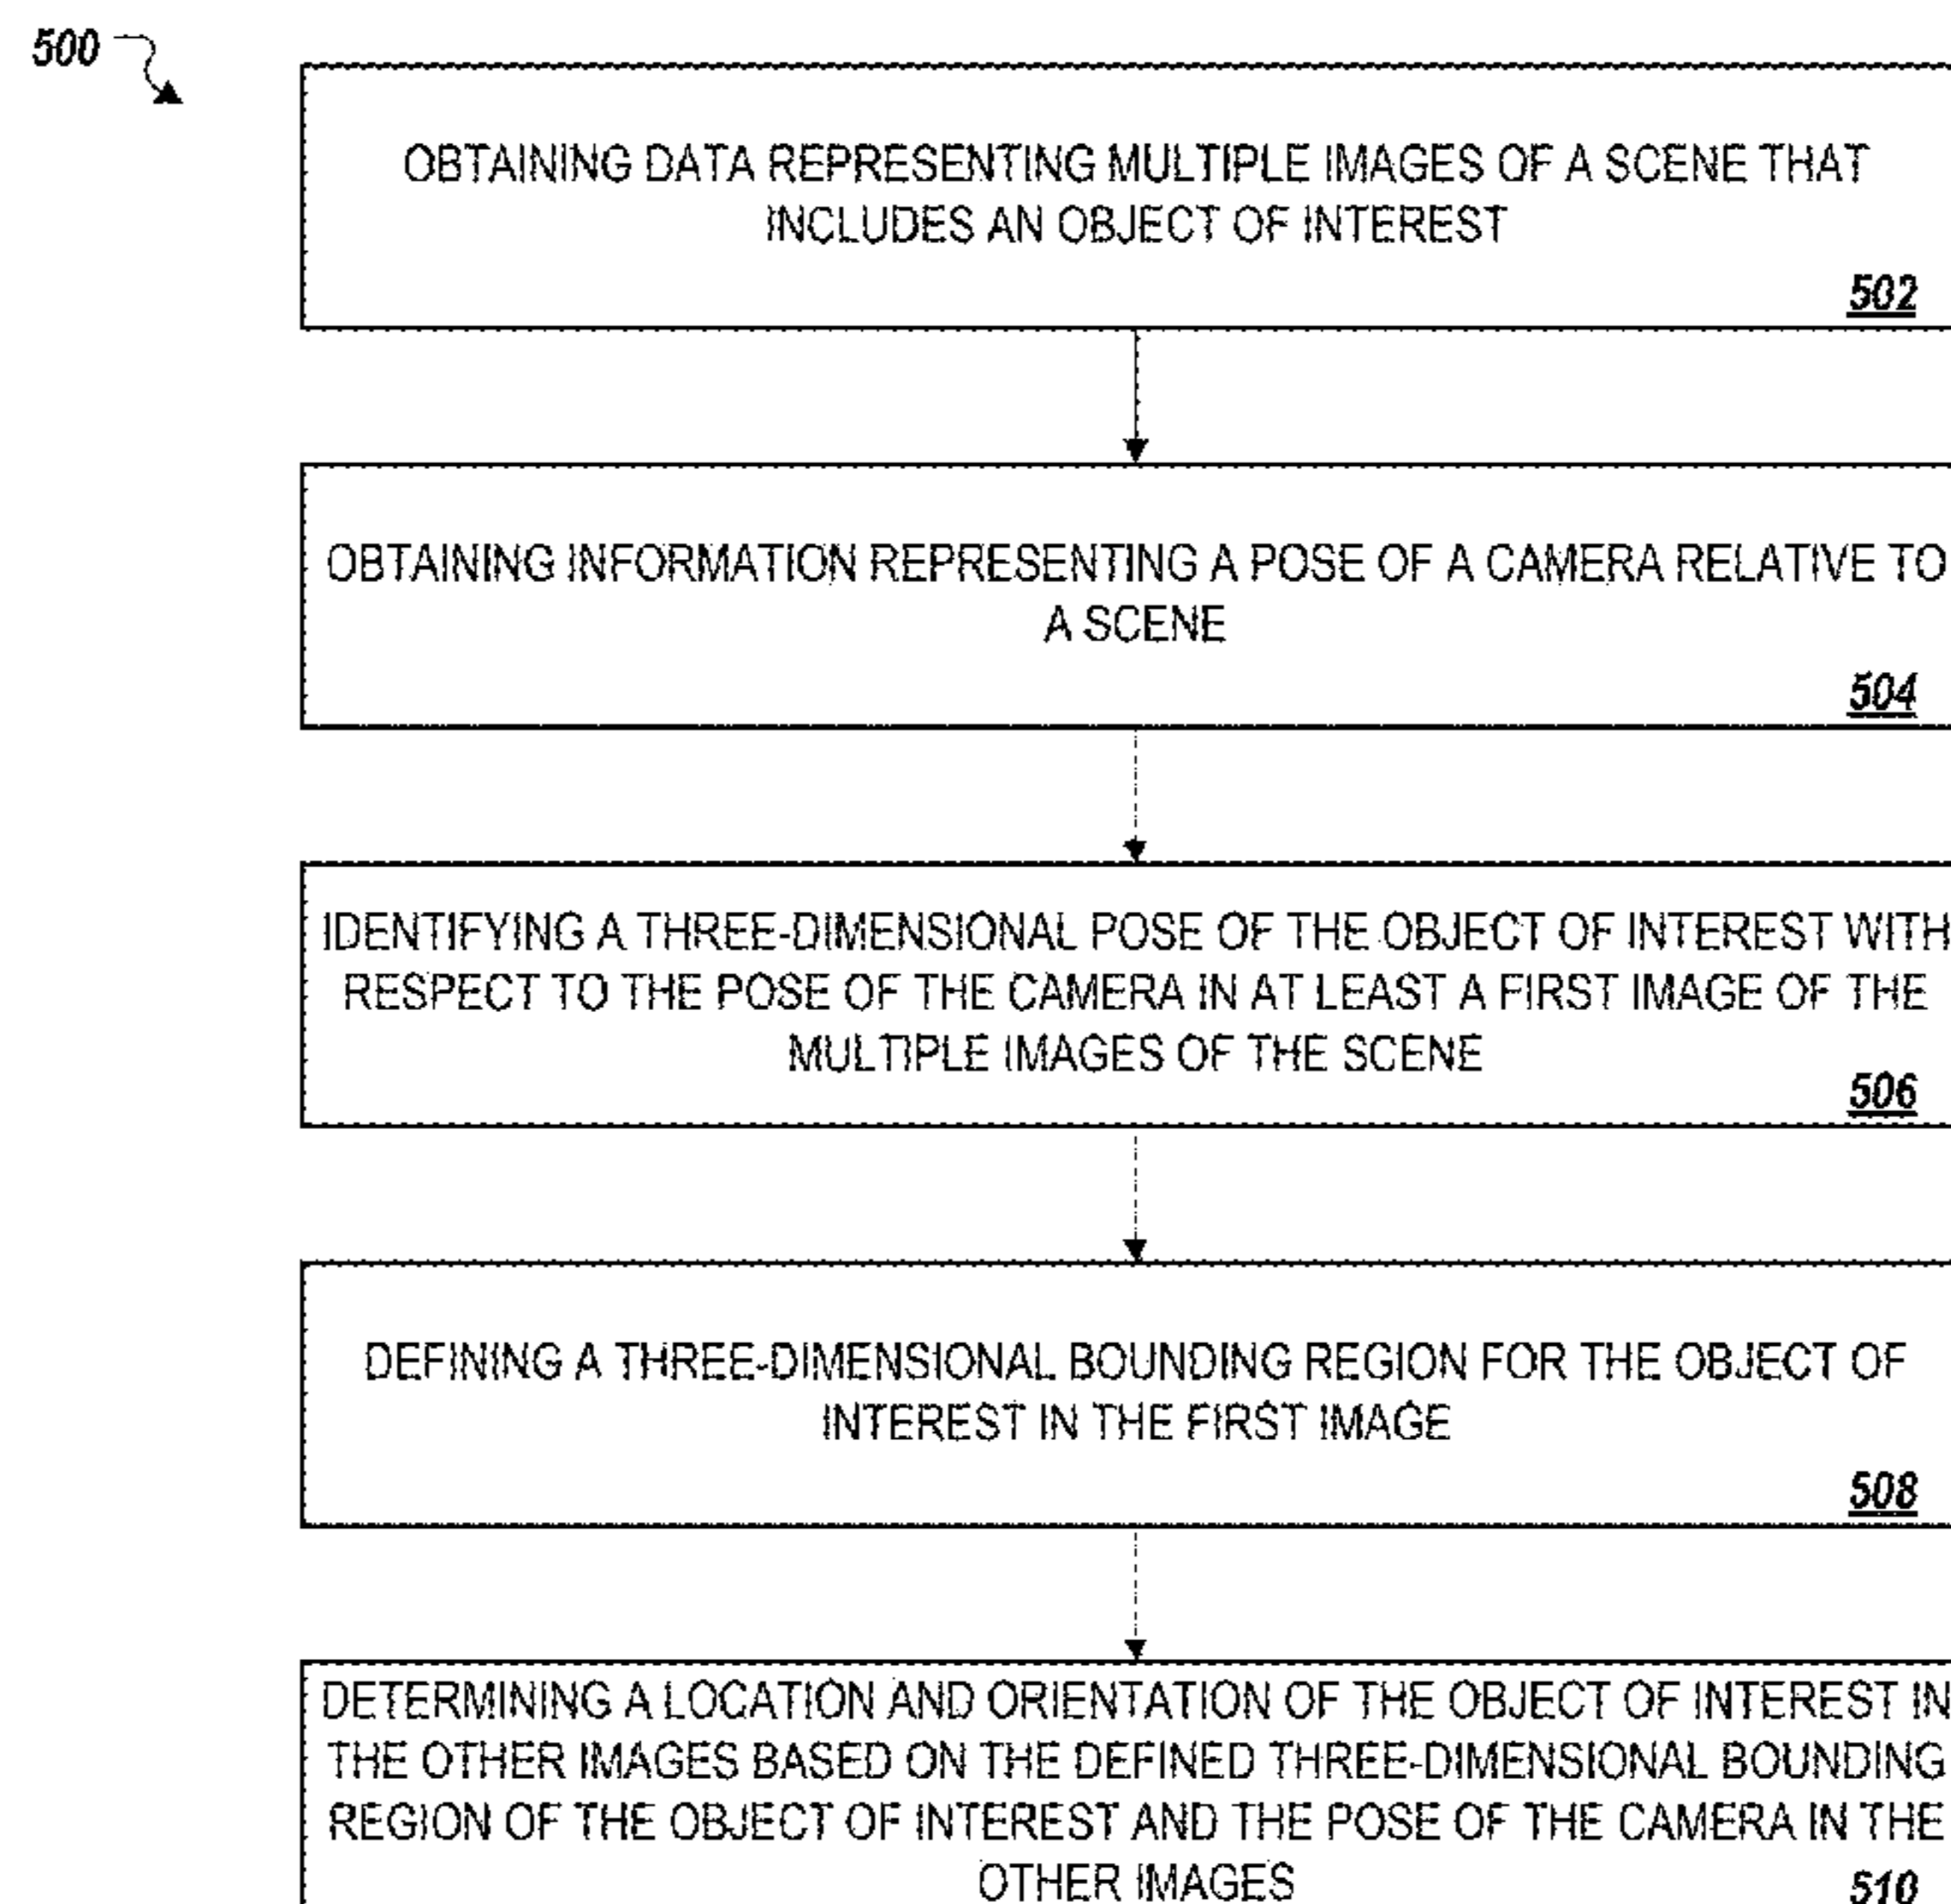 500
OBTAINING DATA REPRESENTING MULTIPLE IMAGES OF A SCENE THAT
INCLUDES AN OBJECT OF INTEREST
502
OBTAINING INFORMATION REPRESENTING A POSE OF A CAMERA RELATIVE TO
A SCENE
504
IDENTIFYING A THREE-DIMENSIONAL POSE OF THE OBJECT OF INTEREST WITH
RESPECT TO THE POSE OF THE CAMERA IN AT LEAST A FIRST IMAGE OF THE
MULTIPLE IMAGES OF THE SCENE
506
DEFINING A THREE-DIMENSIONAL BOUNDING REGION FOR THE OBJECT OF
INTEREST IN THE FIRST IMAGE
508
DETERMINING A LOCATION AND ORIENTATION OF THE OBJECT OF INTEREST IN
THE OTHER IMAGES BASED ON THE DEFINED THREE-DIMENSIONAL BOUNDING
REGION OF THE OBJECT OF INTEREST AND THE POSE OF THE CAMERA IN THE
OTHER IMAGES
510